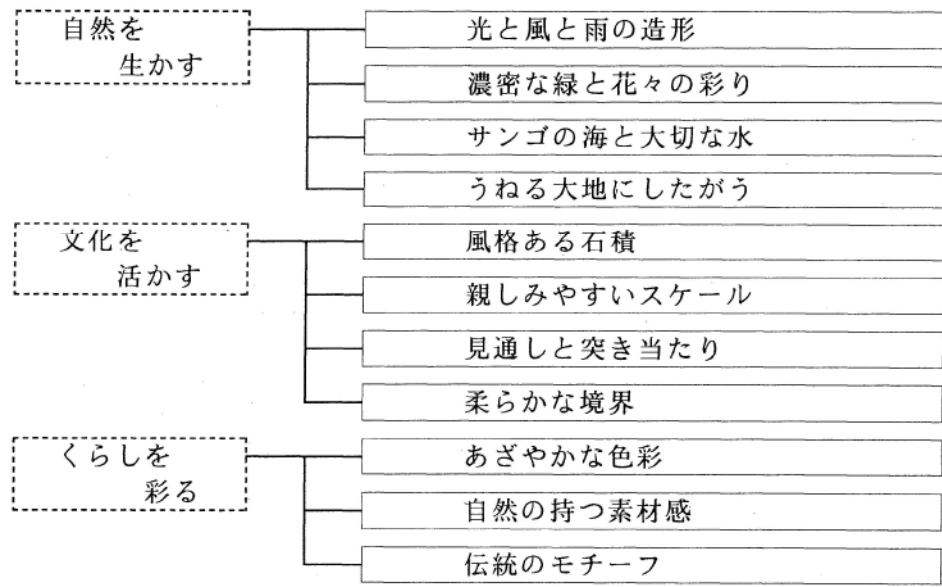 自然を
生かす
光と風と雨の造形
濃密な緑と花々の彩り
サンゴの海と大切な水
うねる大地にしたがう
文化を
活かす
風格ある石積
親しみやすいスケール
見通しと突き当たり
柔らかな境界
くらしを
彩る
あざやかな色彩
自然の持つ素材感
伝統のモチーフ